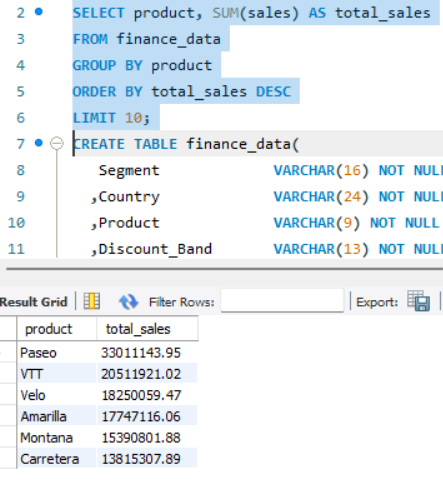 2 SELECT product, SUM(sales) AS total_sales
3 FROM finance_data
4 GROUP BY product
5 ORDER BY total_sales DESC
6 LIMIT 10;
7 CREATE TABLE finance_data(
8 Segment VARCHAR(16) NOT NULL
9 ,Country VARCHAR(24) NOT NULL
10 ,Product VARCHAR(9) NOT NULL
11 ,Discount_Band VARCHAR(13) NOT NULL
Result Grid Filter Rows: Export:
product total_sales
Paseo 33011143.95
VTT 20511921.02
Velo 18250059.47
Amarilla 17747116.06
Montana 15390801.88
Carretera 13815307.89